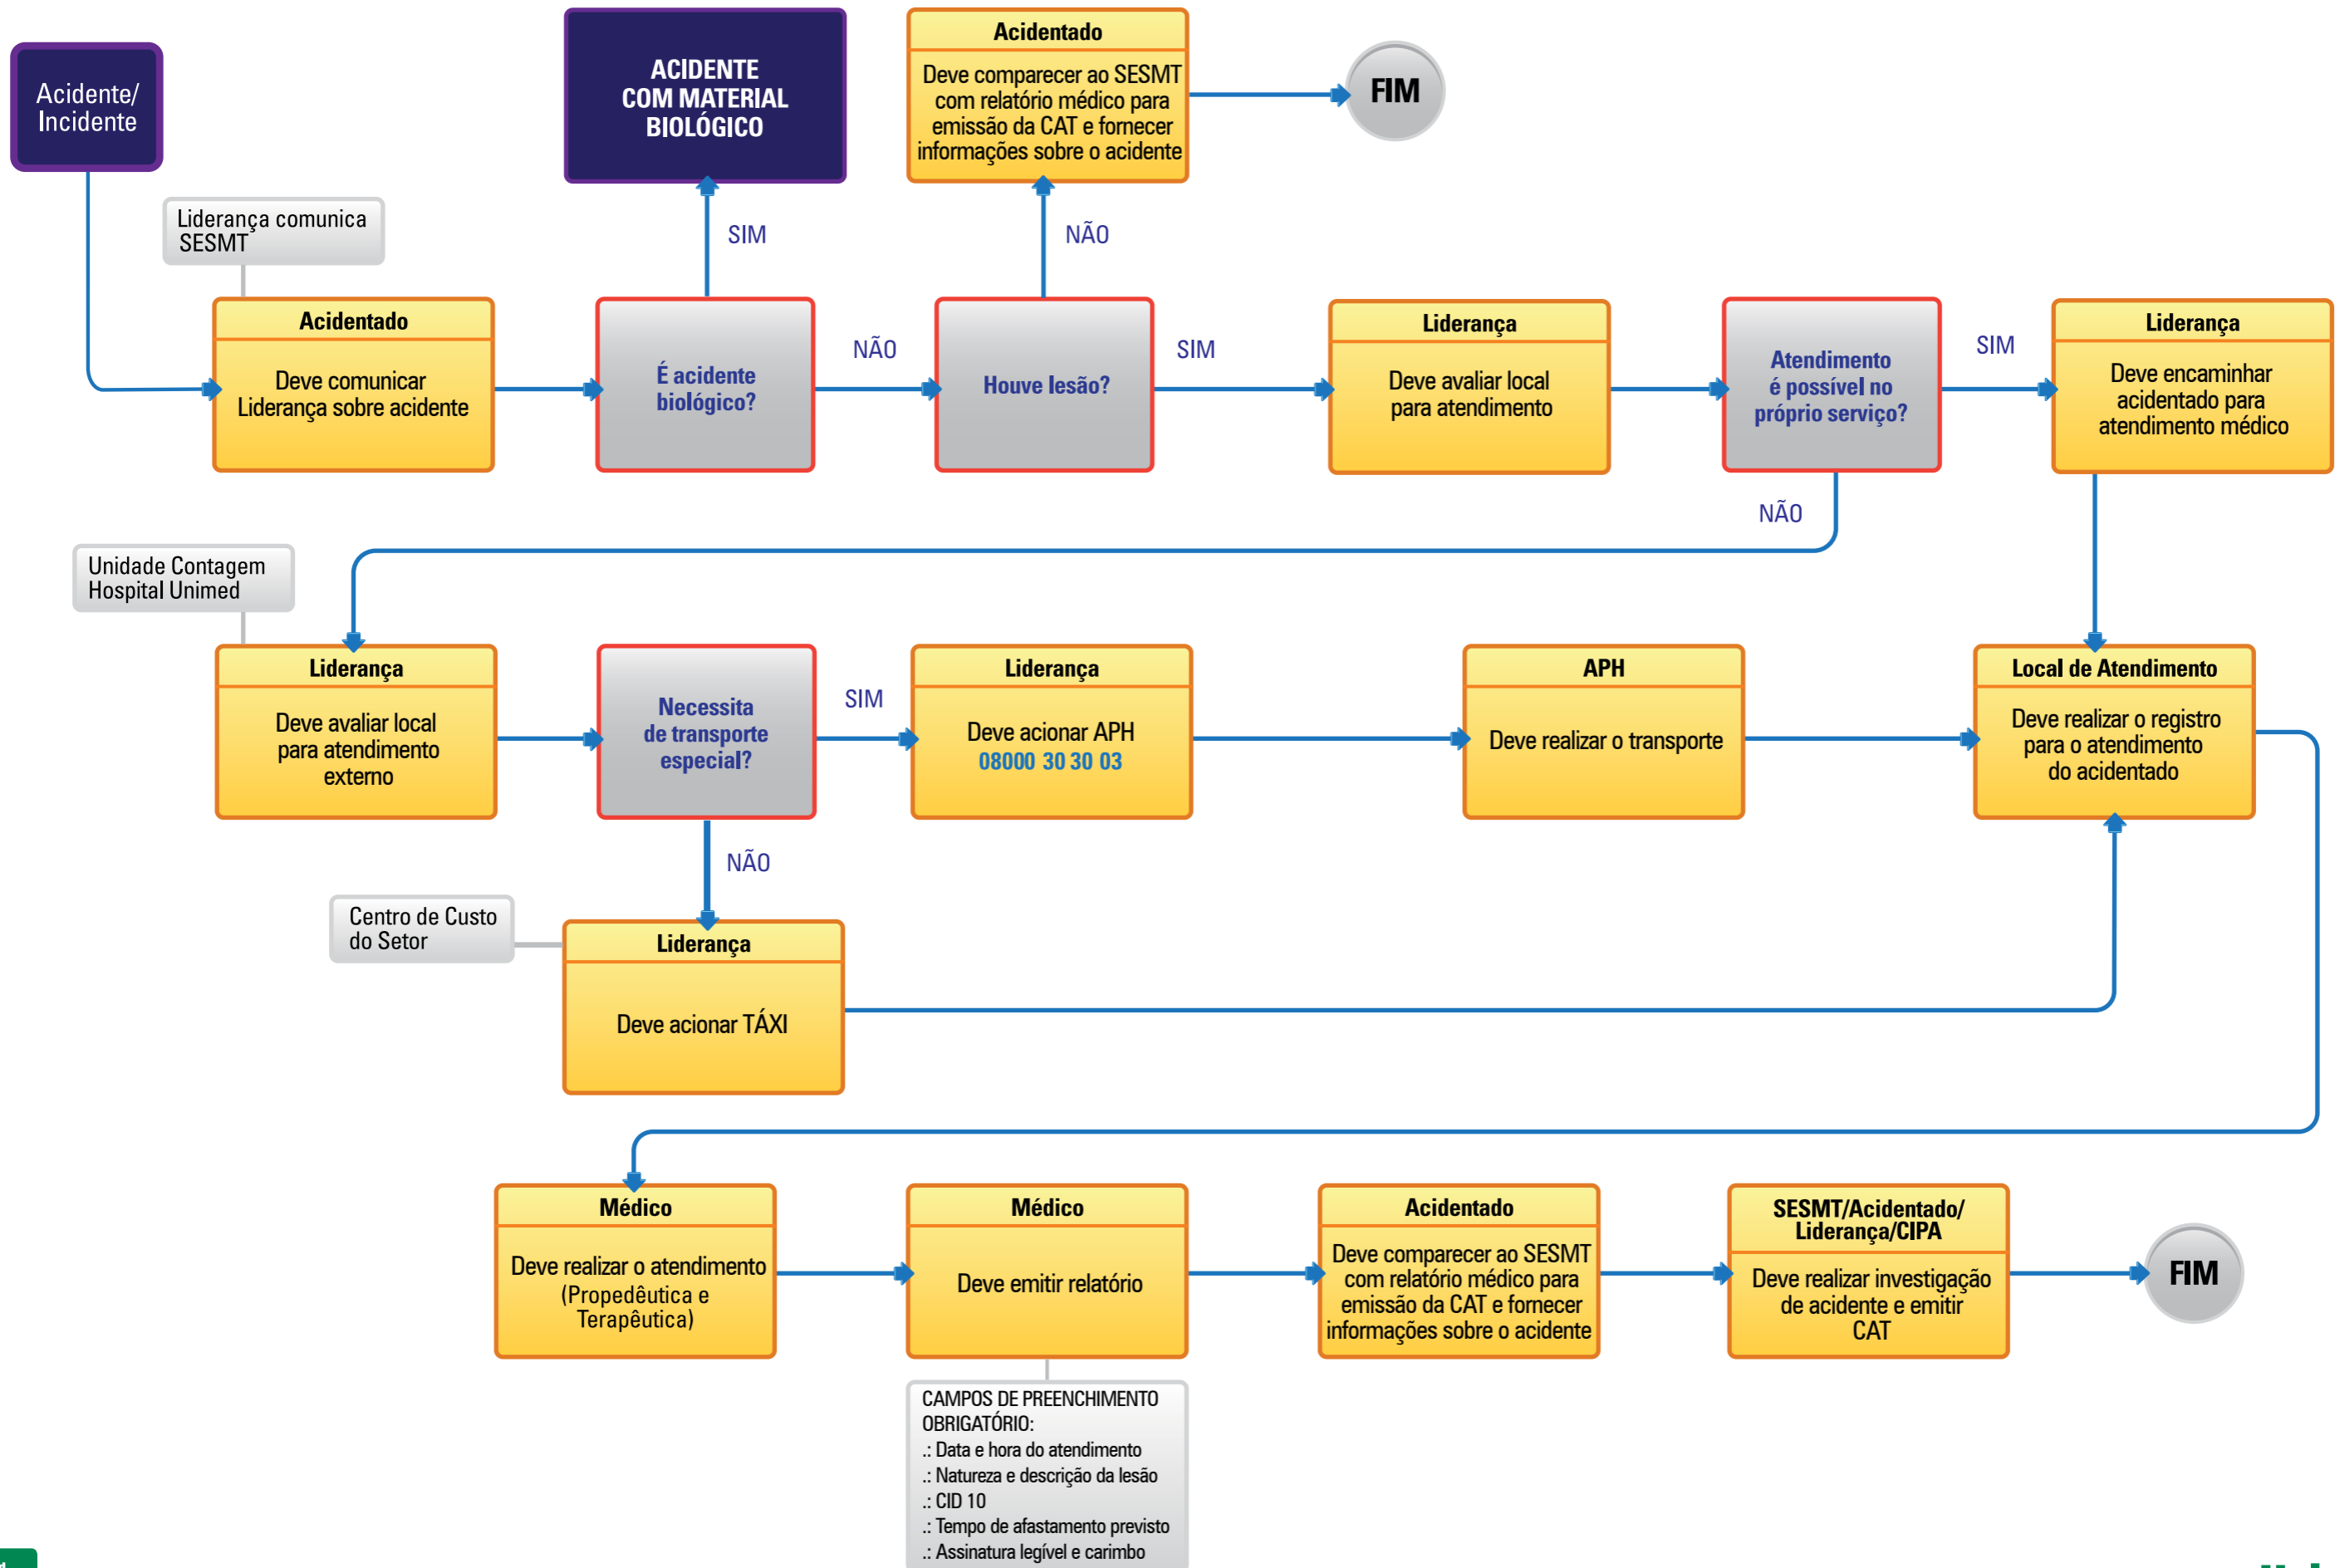 Acidente/
Incidente
ACIDENTE
COM MATERIAL
BIOLÓGICO
SIM
Acidentado
Deve comparecer ao SESMT
com relatório médico para
emissão da CAT e fornecer
informações sobre o acidente
FIM
NÃO
Liderança comunica
SESMT
Acidentado
Deve comunicar
Liderança sobre acidente
É acidente
biológico?
NÃO
Houve lesão?
SIM
Liderança
Deve avaliar local
para atendimento
Atendimento
é possível no
próprio serviço?
SIM
NÃO
Liderança
Deve encaminhar
acidentado para
atendimento médico
Unidade Contagem
Hospital Unimed
Liderança
Deve avaliar local
para atendimento
externo
Necessita
de transporte
especial?
SIM
NÃO
Liderança
Deve acionar APH
08000 30 30 03
APH
Deve realizar o transporte
Local de Atendimento
Deve realizar o registro
para o atendimento
do acidentado
Centro de Custo
do Setor
Liderança
Deve acionar TÁXI
Médico
Deve realizar o atendimento
(Propedêutica e
Terapêutica)
Médico
Deve emitir relatório
Acidentado
Deve comparecer ao SESMT
com relatório médico para
emissão da CAT e fornecer
informações sobre o acidente
SESMT/Acidentado/
Liderança/CIPA
Deve realizar investigação
de acidente e emitir
CAT
FIM
CAMPOS DE PREENCHIMENTO
OBRIGATÓRIO:
.: Data e hora do atendimento
.: Natureza e descrição da lesão
.: CID 10
.: Tempo de afastamento previsto
.: Assinatura legível e carimbo